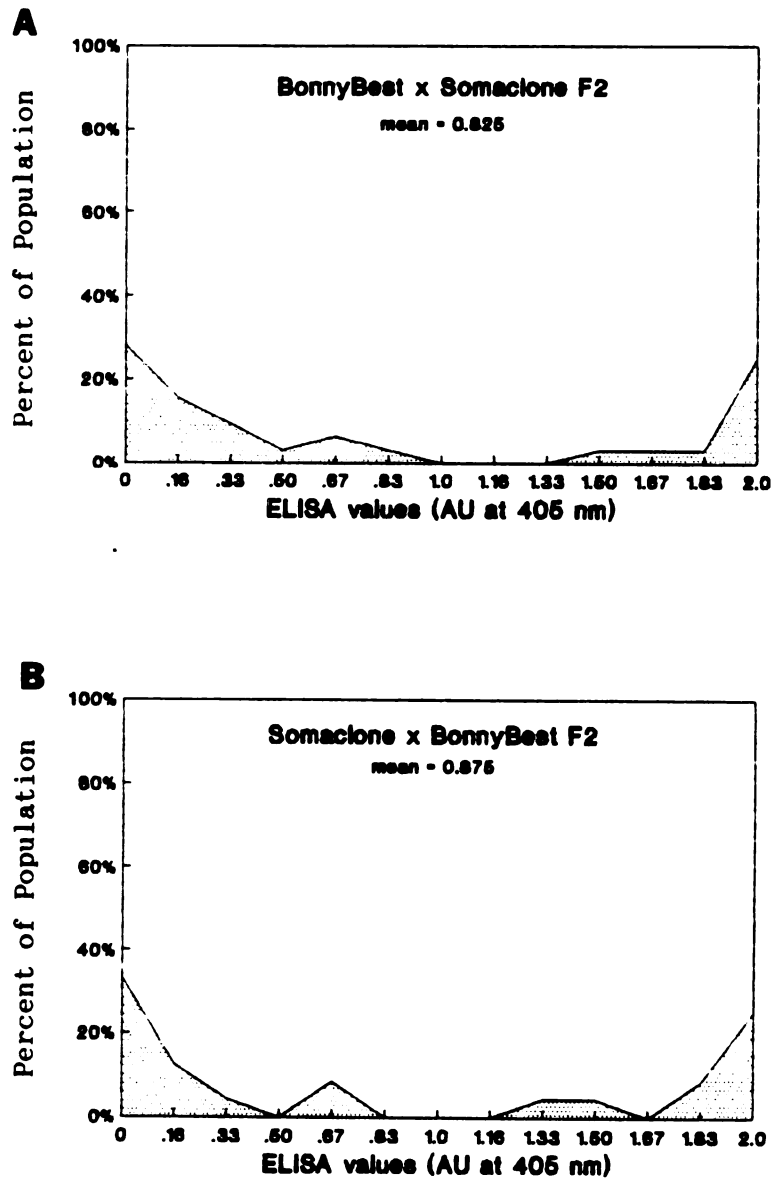 A
100%
BonnyBest x Somaclone F2
mean = 0.825
80%
60%
40%
20%
0%
Percent of Population
0 .16 .33 .50 .67 .83 1.0 1.16 1.33 1.50 1.67 1.83 2.0
ELISA values (AU at 405 nm)
B
100%
Somaclone x BonnyBest F2
mean = 0.875
80%
60%
40%
20%
0%
Percent of Population
0 .16 .33 .50 .67 .83 1.0 1.16 1.33 1.50 1.67 1.83 2.0
ELISA values (AU at 405 nm)